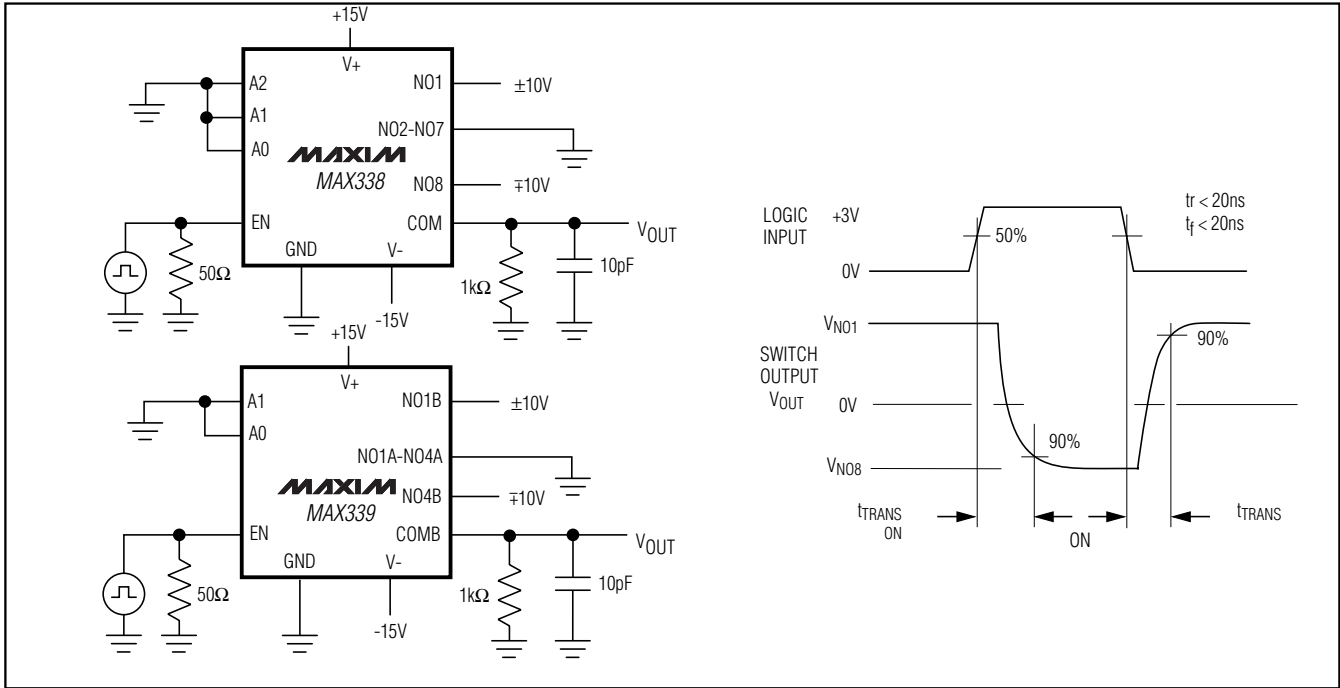 +15V
V+
A2
A1
A0
EN
GND
V-
NO1
NO2-NO7
NO8
COM
MAXIM
MAX338
±10V
∓10V
VOUT
50Ω
1kΩ
10pF
-15V
+15V
V+
A1
A0
EN
GND
V-
NO1B
NO1A-NO4A
NO4B
COMB
MAXIM
MAX339
±10V
∓10V
VOUT
50Ω
1kΩ
10pF
-15V
LOGIC
INPUT
+3V
0V
50%
tr < 20ns
tf < 20ns
VNO1
SWITCH
OUTPUT
VOUT
0V
VNO8
90%
90%
tTRANS
ON
ON
tTRANS